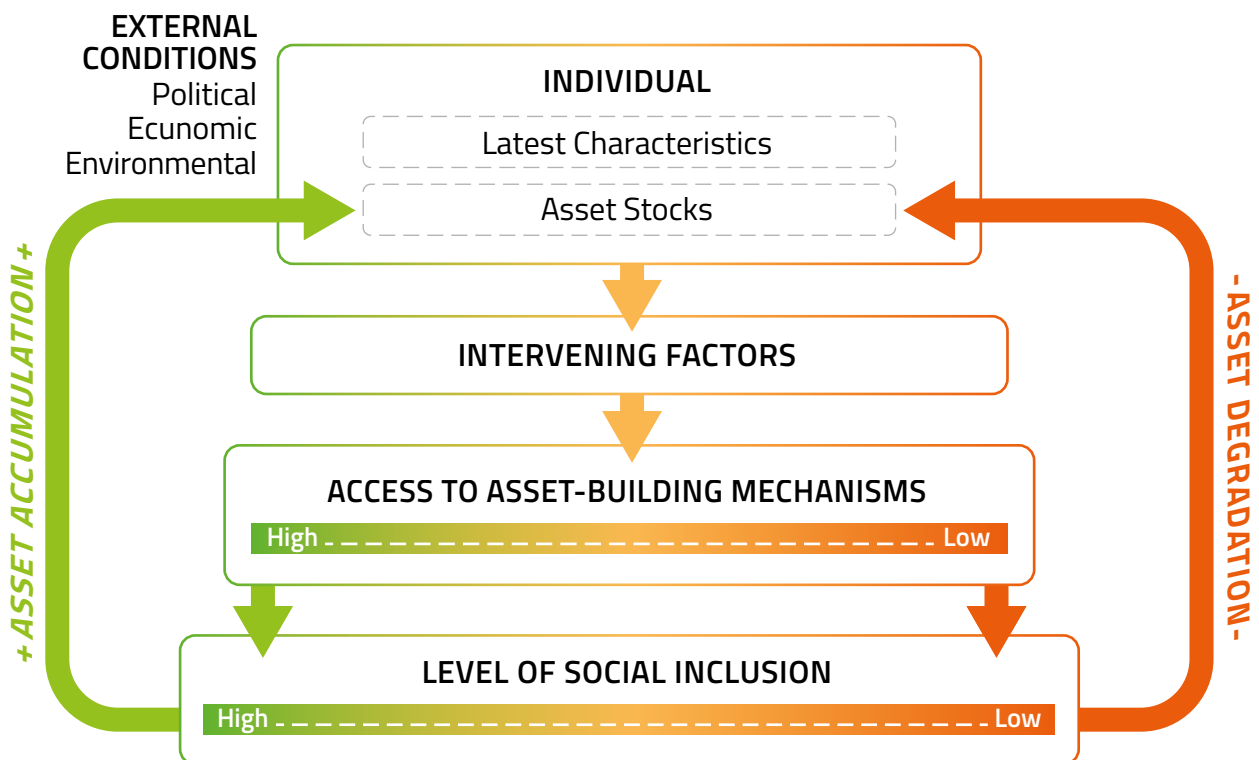 EXTERNAL
CONDITIONS
Political
Ecunomic
Environmental
INDIVIDUAL
Latest Characteristics
Asset Stocks
+ASSET ACCUMULATION+
-ASSET DEGRADATION-
INTERVENING FACTORS
ACCESS TO ASSET-BUILDING MECHANISMS
High Low
LEVEL OF SOCIAL INCLUSION
High Low